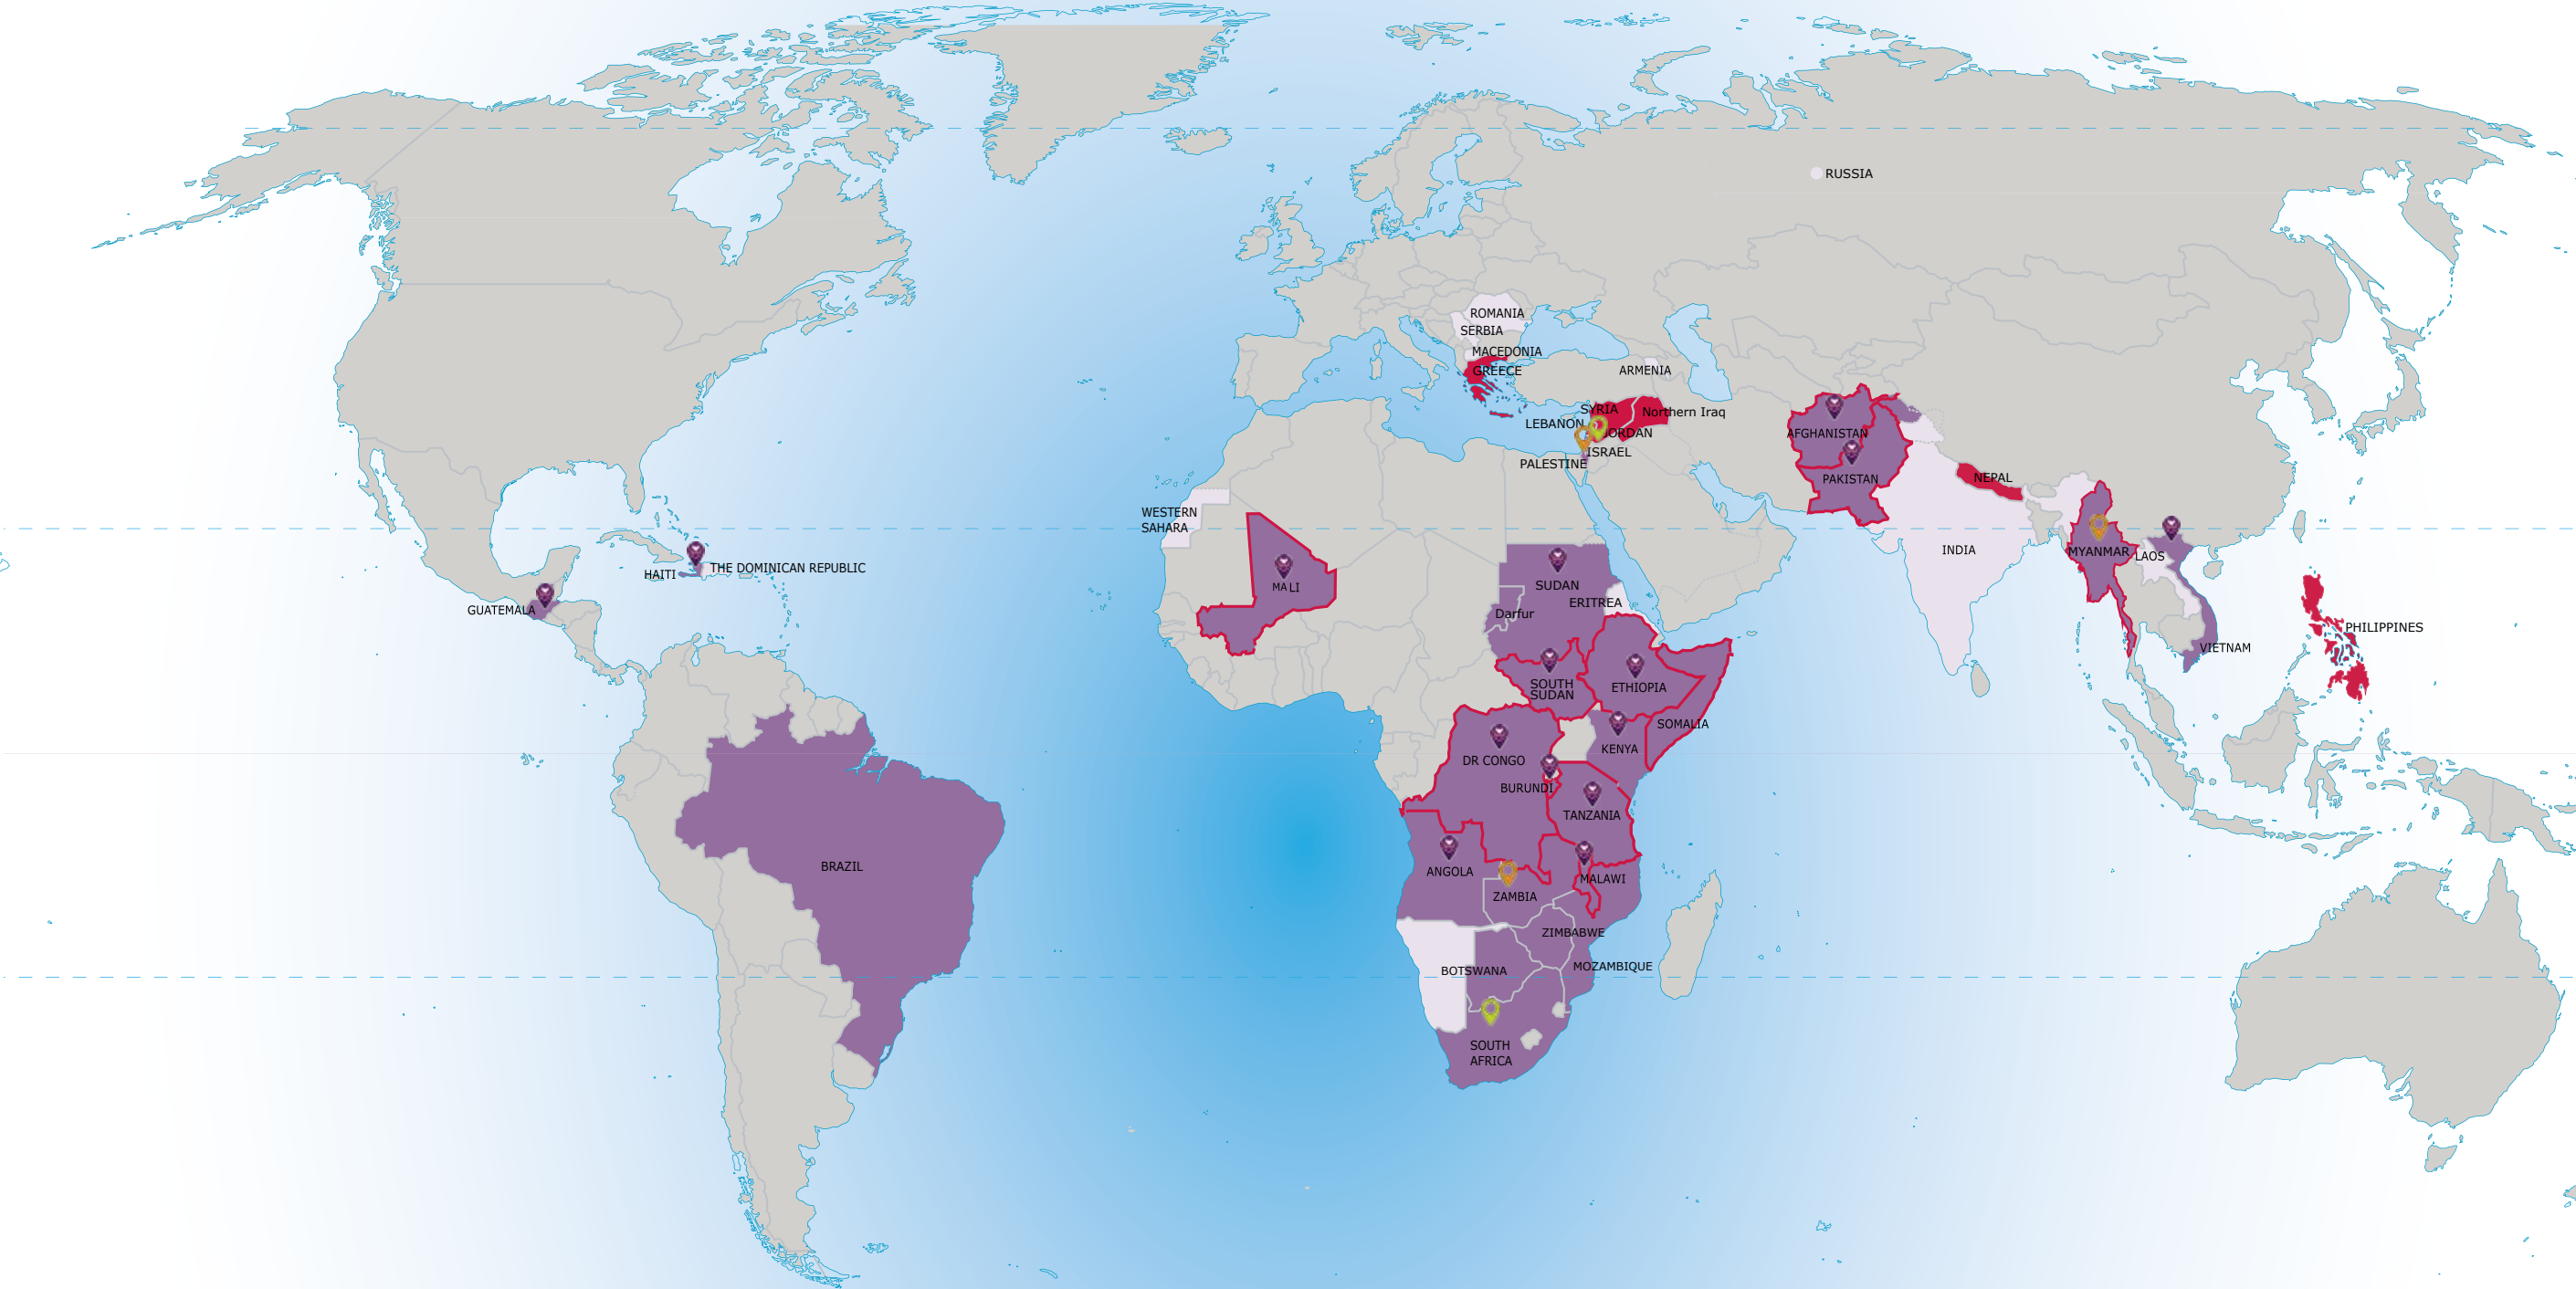 RUSSIA
ROMANIA
SERBIA
MACEDONIA
GREECE
ARMENIA
SYRIA
Northern Iraq
LEBANON
JORDAN
ISRAEL
PALESTINE
AFGHANISTAN
PAKISTAN
NEPAL
WESTERN
SAHARA
INDIA
MYANMAR
LAOS
THE DOMINICAN REPUBLIC
HAITI
GUATEMALA
MALI
SUDAN
ERITREA
Darfur
PHILIPPINES
VIETNAM
SOUTH
SUDAN
ETHIOPIA
SOMALIA
KENYA
DR CONGO
BURUNDI
TANZANIA
BRAZIL
ANGOLA
MALAWI
ZAMBIA
ZIMBABWE
MOZAMBIQUE
BOTSWANA
SOUTH
AFRICA